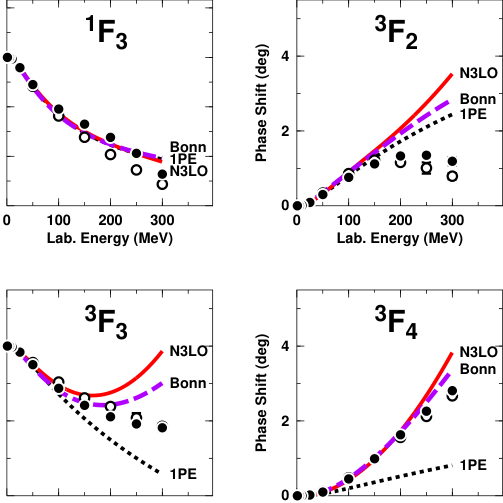 1F3
Bonn
1PE
N3LO
0 100 200 300
Lab. Energy (MeV)
3F2
Phase Shift (deg)
4
2
0
N3LO
Bonn
1PE
0 100 200 300
Lab. Energy (MeV)
3F3
N3LO
Bonn
1PE
3F4
Phase Shift (deg)
4
2
0
N3LO
Bonn
1PE